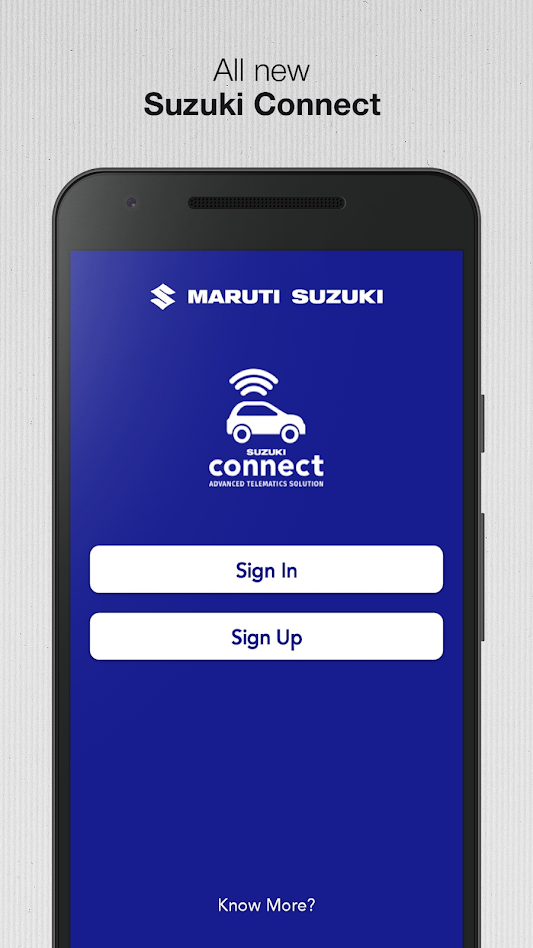 All new
Suzuki Connect
MARUTI SUZUKI
SUZUKI
connect
ADVANCED TELEMATICS SOLUTION
Sign In
Sign Up
Know More?